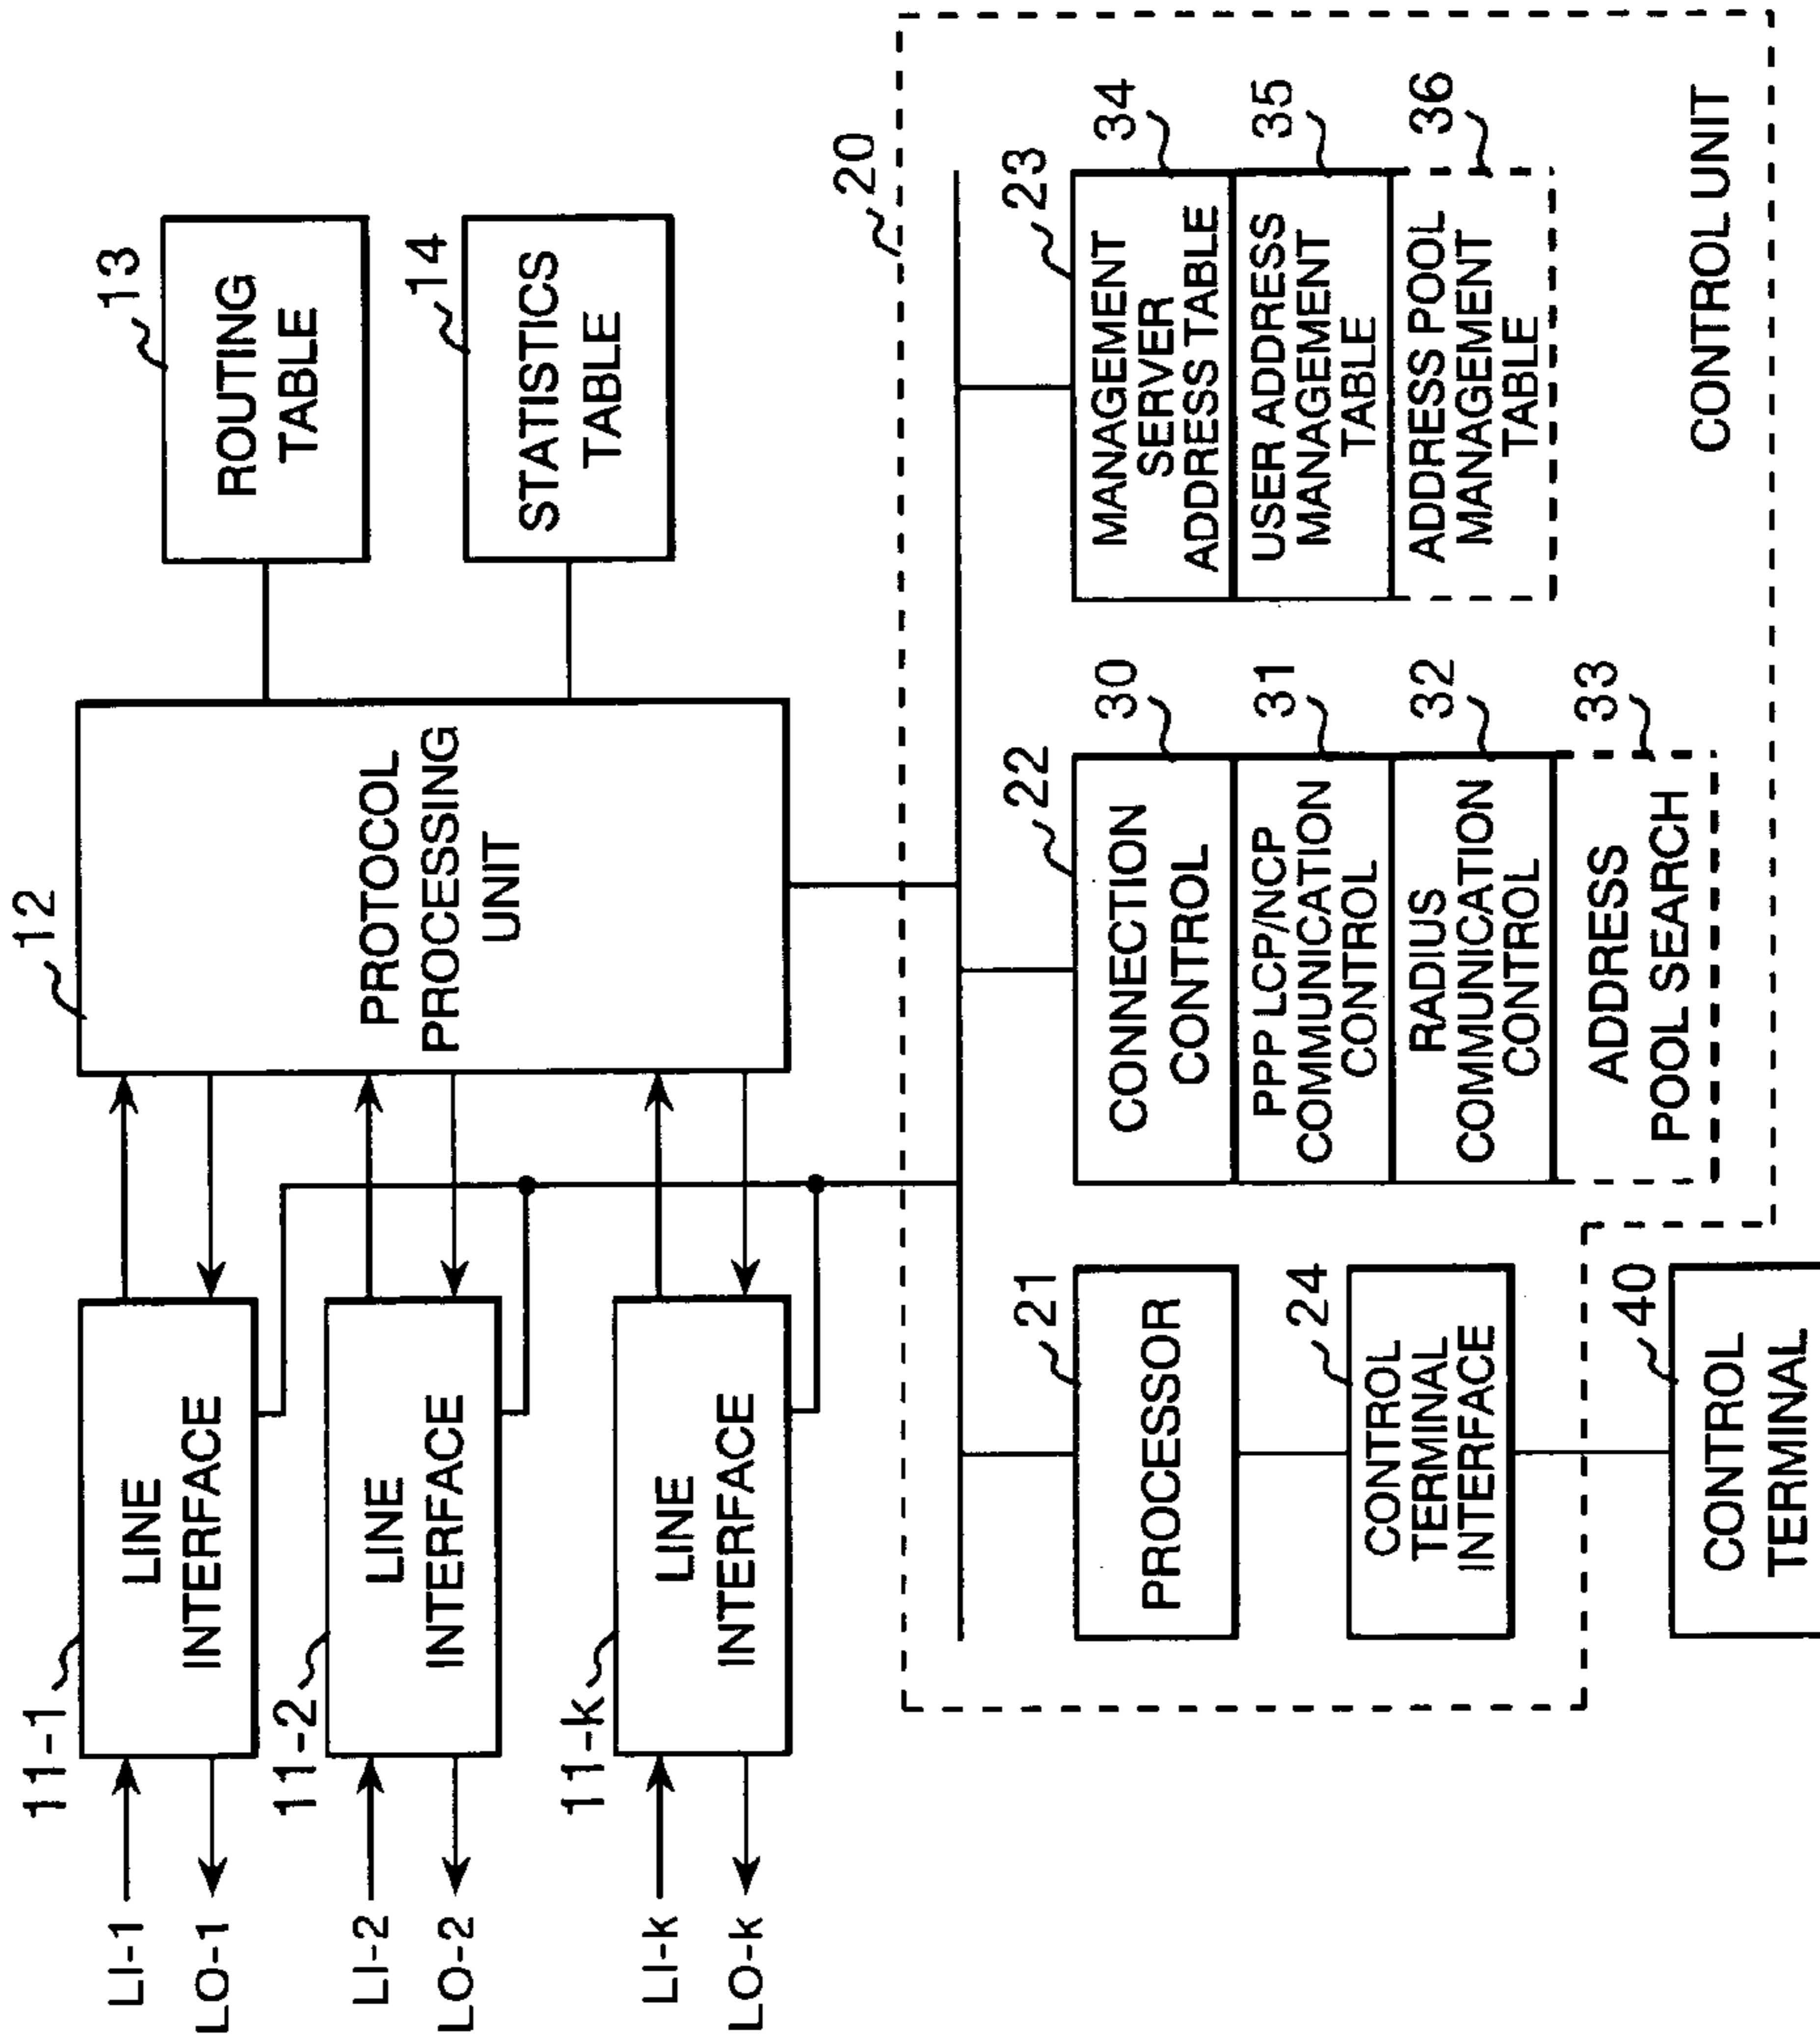 LI-1
LO-1
LI-2
LO-2
LI-k
LO-k
11-1
LINE
INTERFACE
11-2
LINE
INTERFACE
11-k
LINE
INTERFACE
12
PROTOCOL
PROCESSING
UNIT
13
ROUTING
TABLE
14
STATISTICS
TABLE
20
21
PROCESSOR
24
CONTROL
TERMINAL
INTERFACE
40
CONTROL
TERMINAL
22
CONNECTION
CONTROL
30
PPP LCP/NCP
COMMUNICATION
CONTROL
31
RADIUS
COMMUNICATION
CONTROL
32
ADDRESS
POOL SEARCH
33
23
MANAGEMENT
SERVER
ADDRESS TABLE
34
USER ADDRESS
MANAGEMENT
TABLE
35
ADDRESS POOL
MANAGEMENT
TABLE
36
CONTROL UNIT